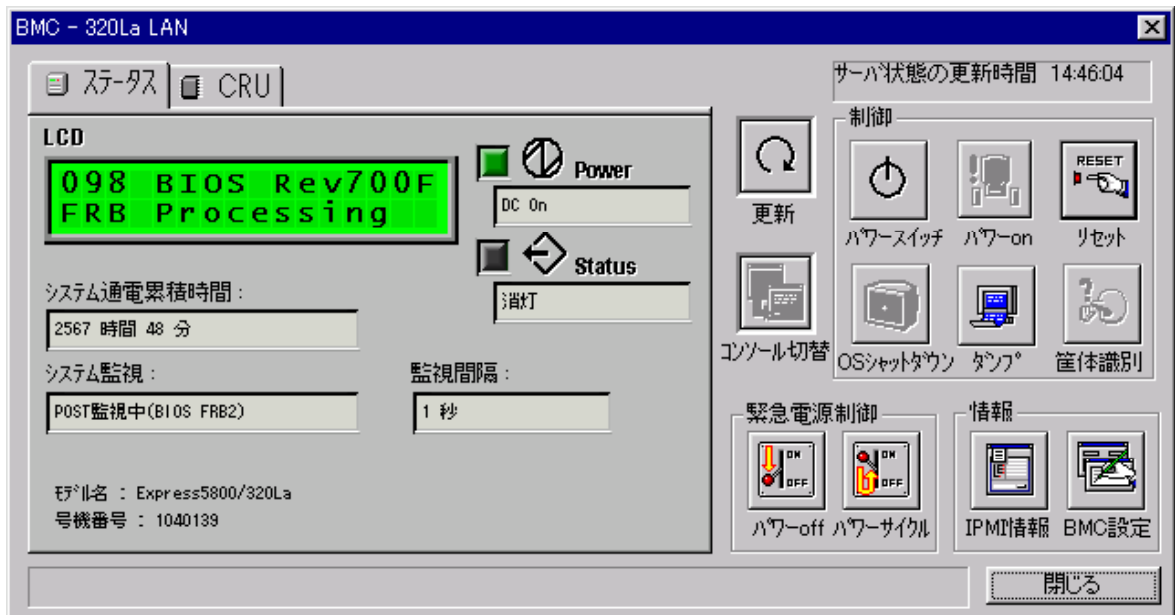 BMC - 320La LAN
ステータス
CRU
サーバ状態の更新時間 14:46:04
LCD
098 BIOS Rev700F
FRB Processing
Power
DC On
Status
消灯
システム通電累積時間：
2567 時間 48 分
システム監視：
POST監視中(BIOS FRB2)
監視間隔：
1 秒
モデル名 ： Express5800/320La
号機番号 ： 1040139
更新
コンソール切替
制御
パワースイッチ
パワーon
RESET
リセット
OSシャットダウン
ダンプ
筐体識別
緊急電源制御
ON
OFF
パワーoff
ON
OFF
パワーサイクル
情報
IPMI情報
BMC設定
閉じる